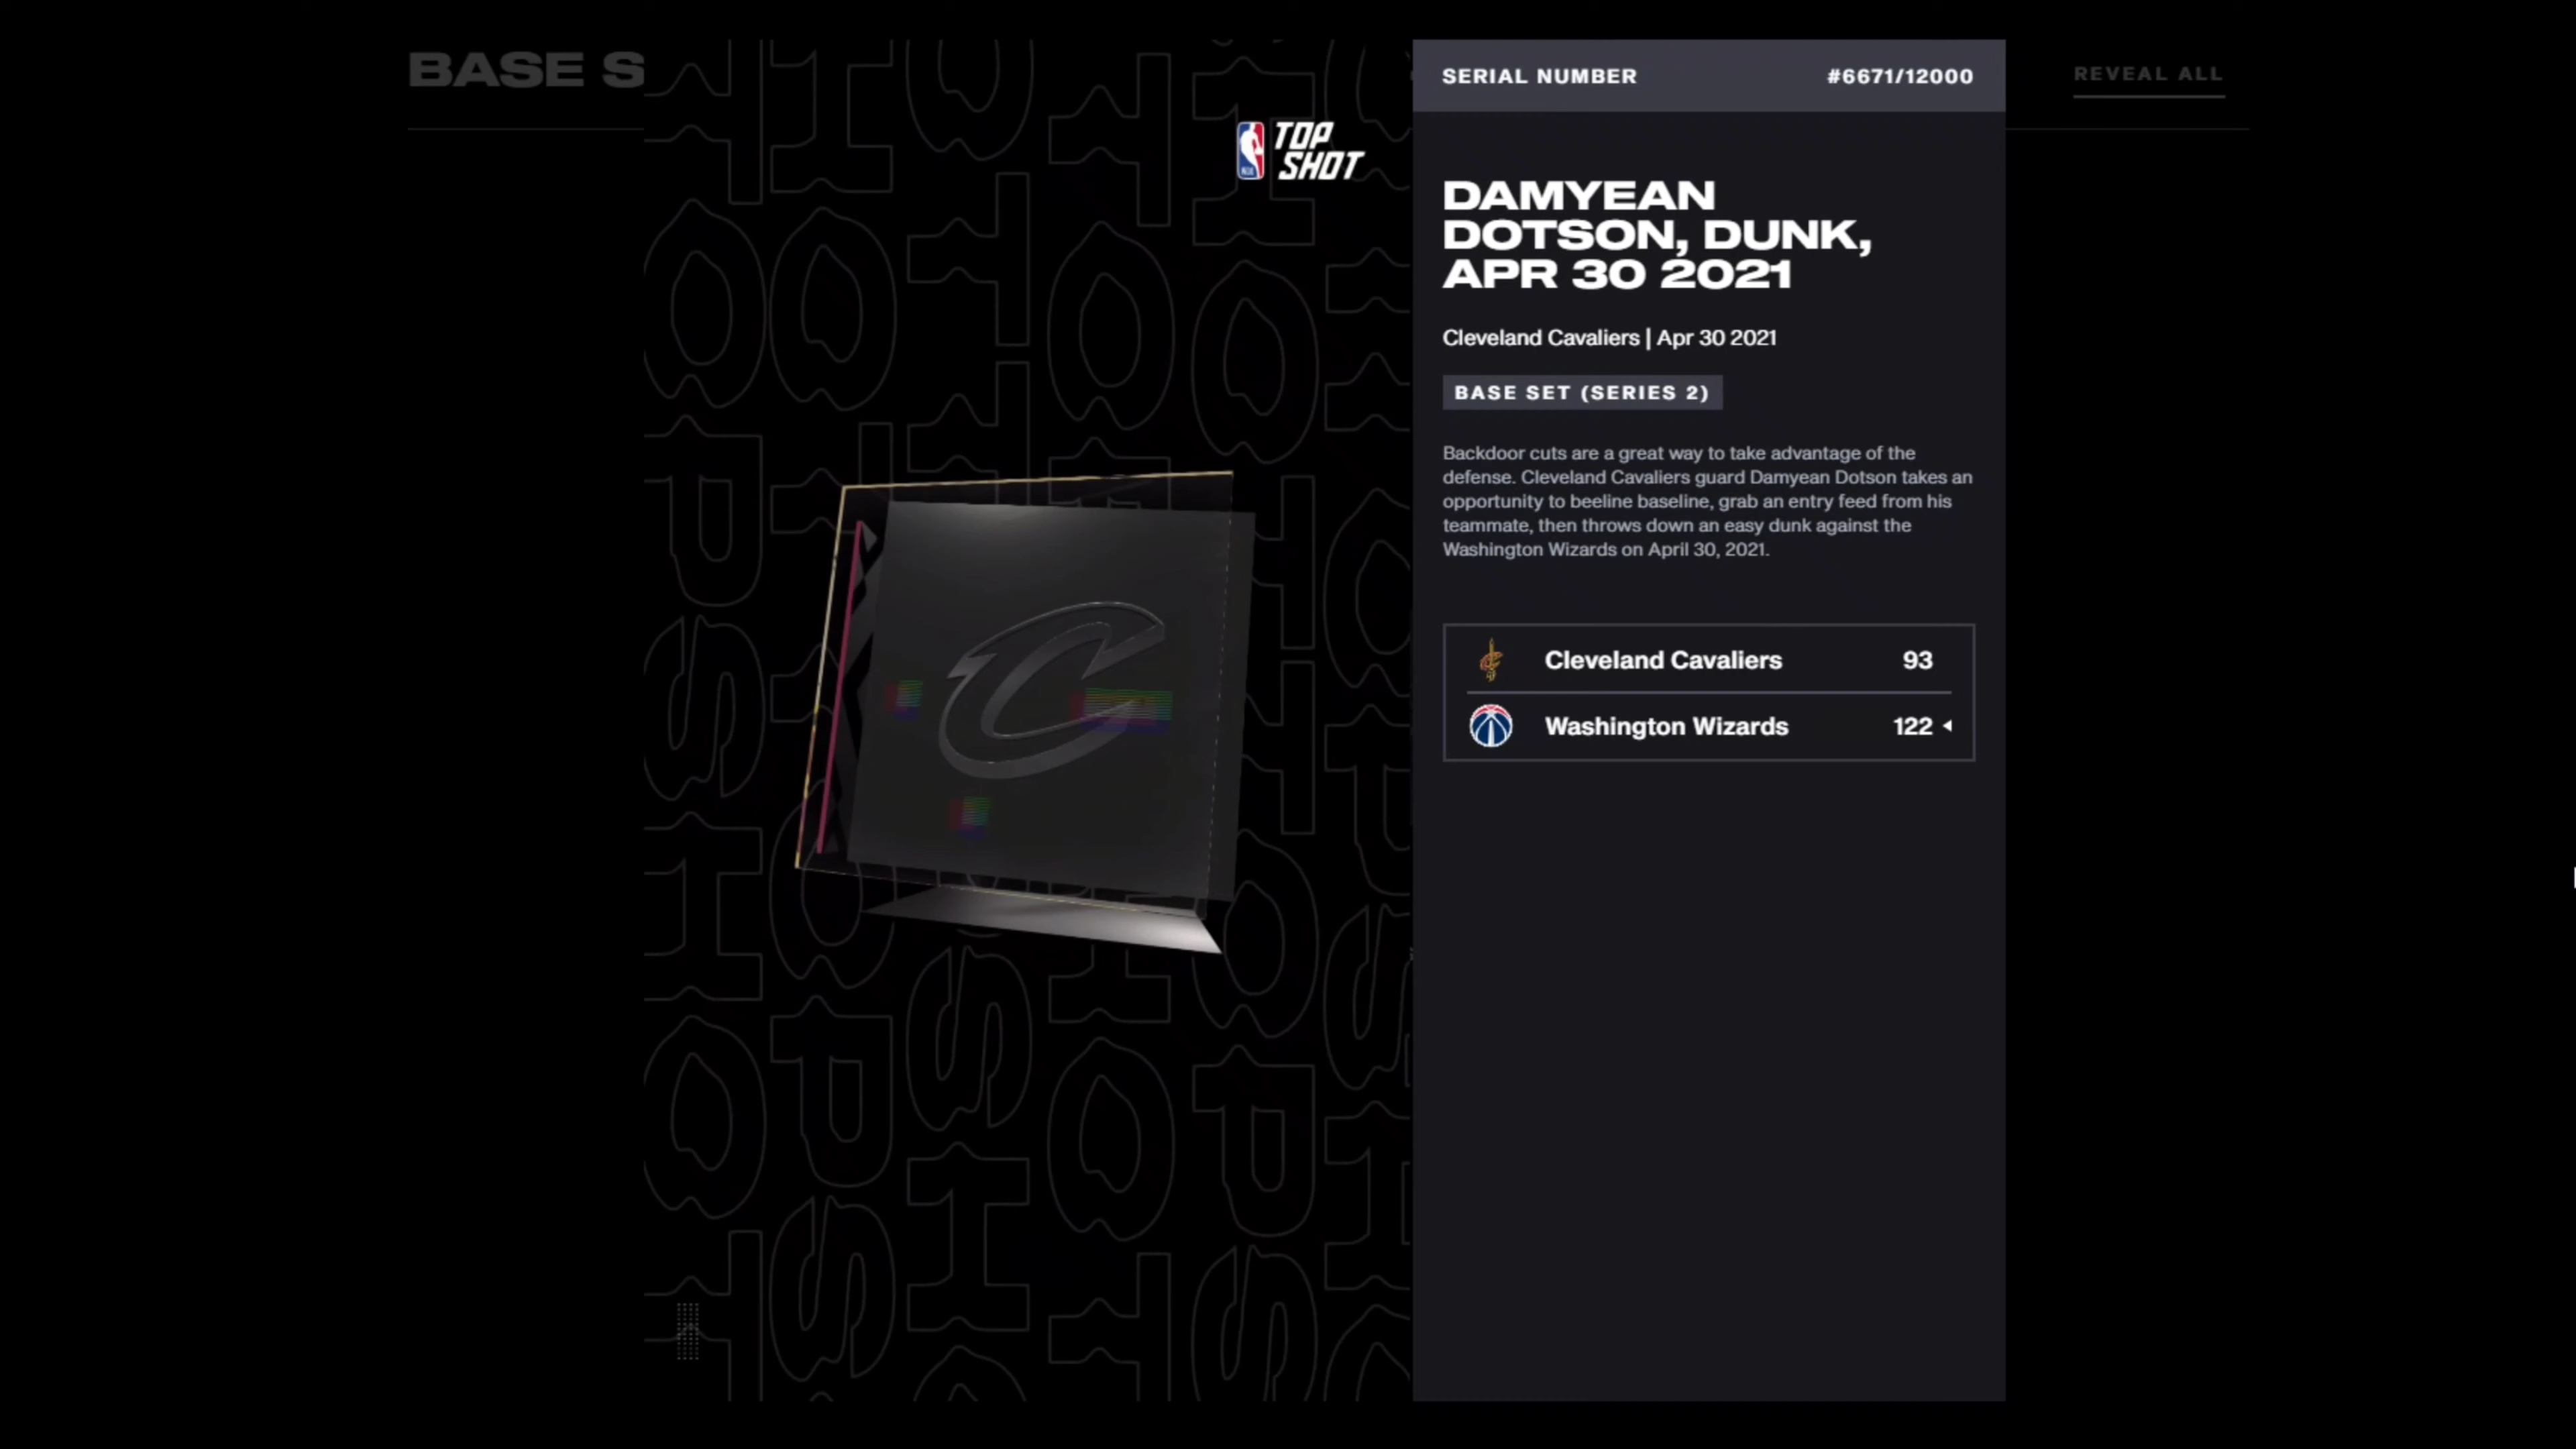 BASE S
REVEAL ALL
TOP
SHOT
SERIAL NUMBER #6671/12000
DAMYEAN
DOTSON, DUNK,
APR 30 2021
Cleveland Cavaliers | Apr 30 2021
BASE SET (SERIES 2)
Backdoor cuts are a great way to take advantage of the
defense. Cleveland Cavaliers guard Damyean Dotson takes an
opportunity to beeline baseline, grab an entry feed from his
teammate, then throws down an easy dunk against the
Washington Wizards on April 30, 2021.
Cleveland Cavaliers 93
Washington Wizards 122